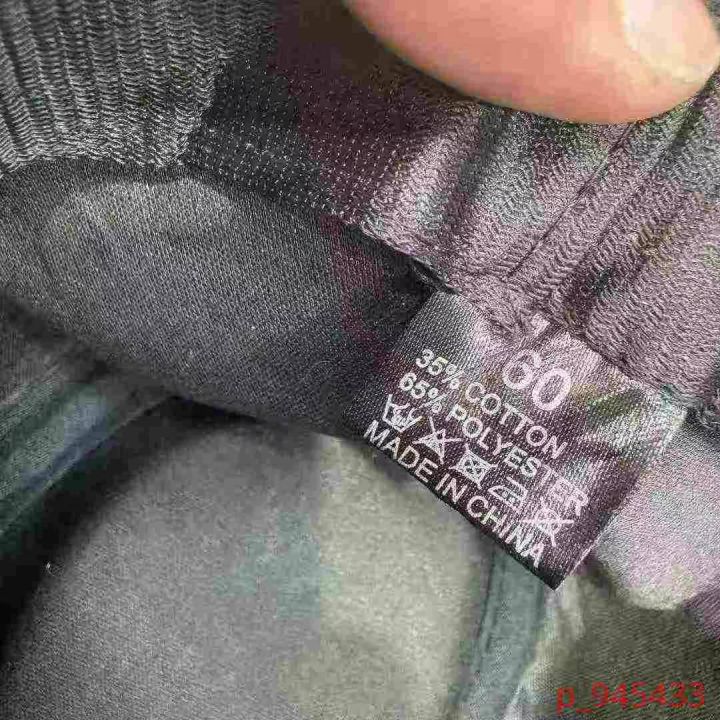 60
35% COTTON
65% POLYESTER
MADE IN CHINA
p_945433